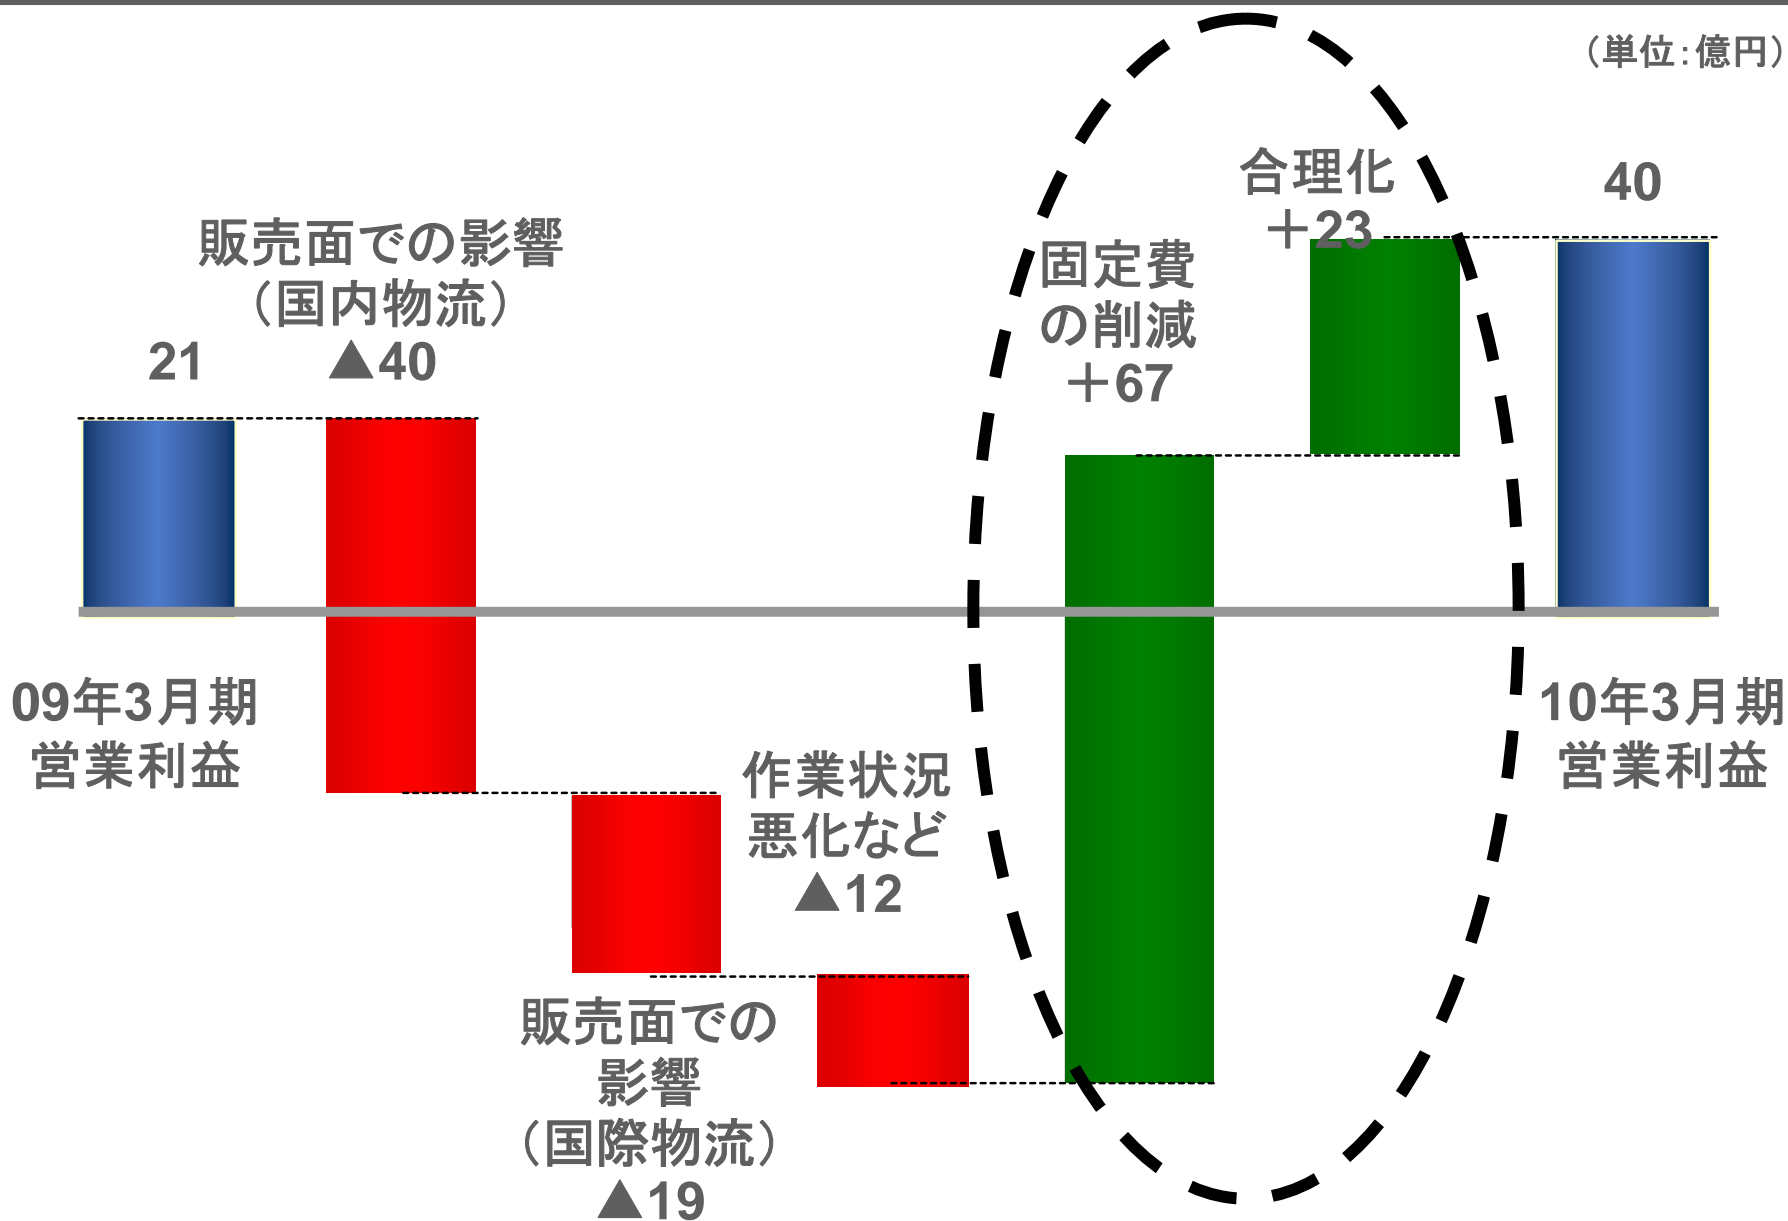 （単位：億円）
21
販売面での影響
（国内物流）
▲40
販売面での
影響
（国際物流）
▲19
作業状況
悪化など
▲12
固定費
の削減
＋67
合理化
＋23
40
09年3月期
営業利益
10年3月期
営業利益